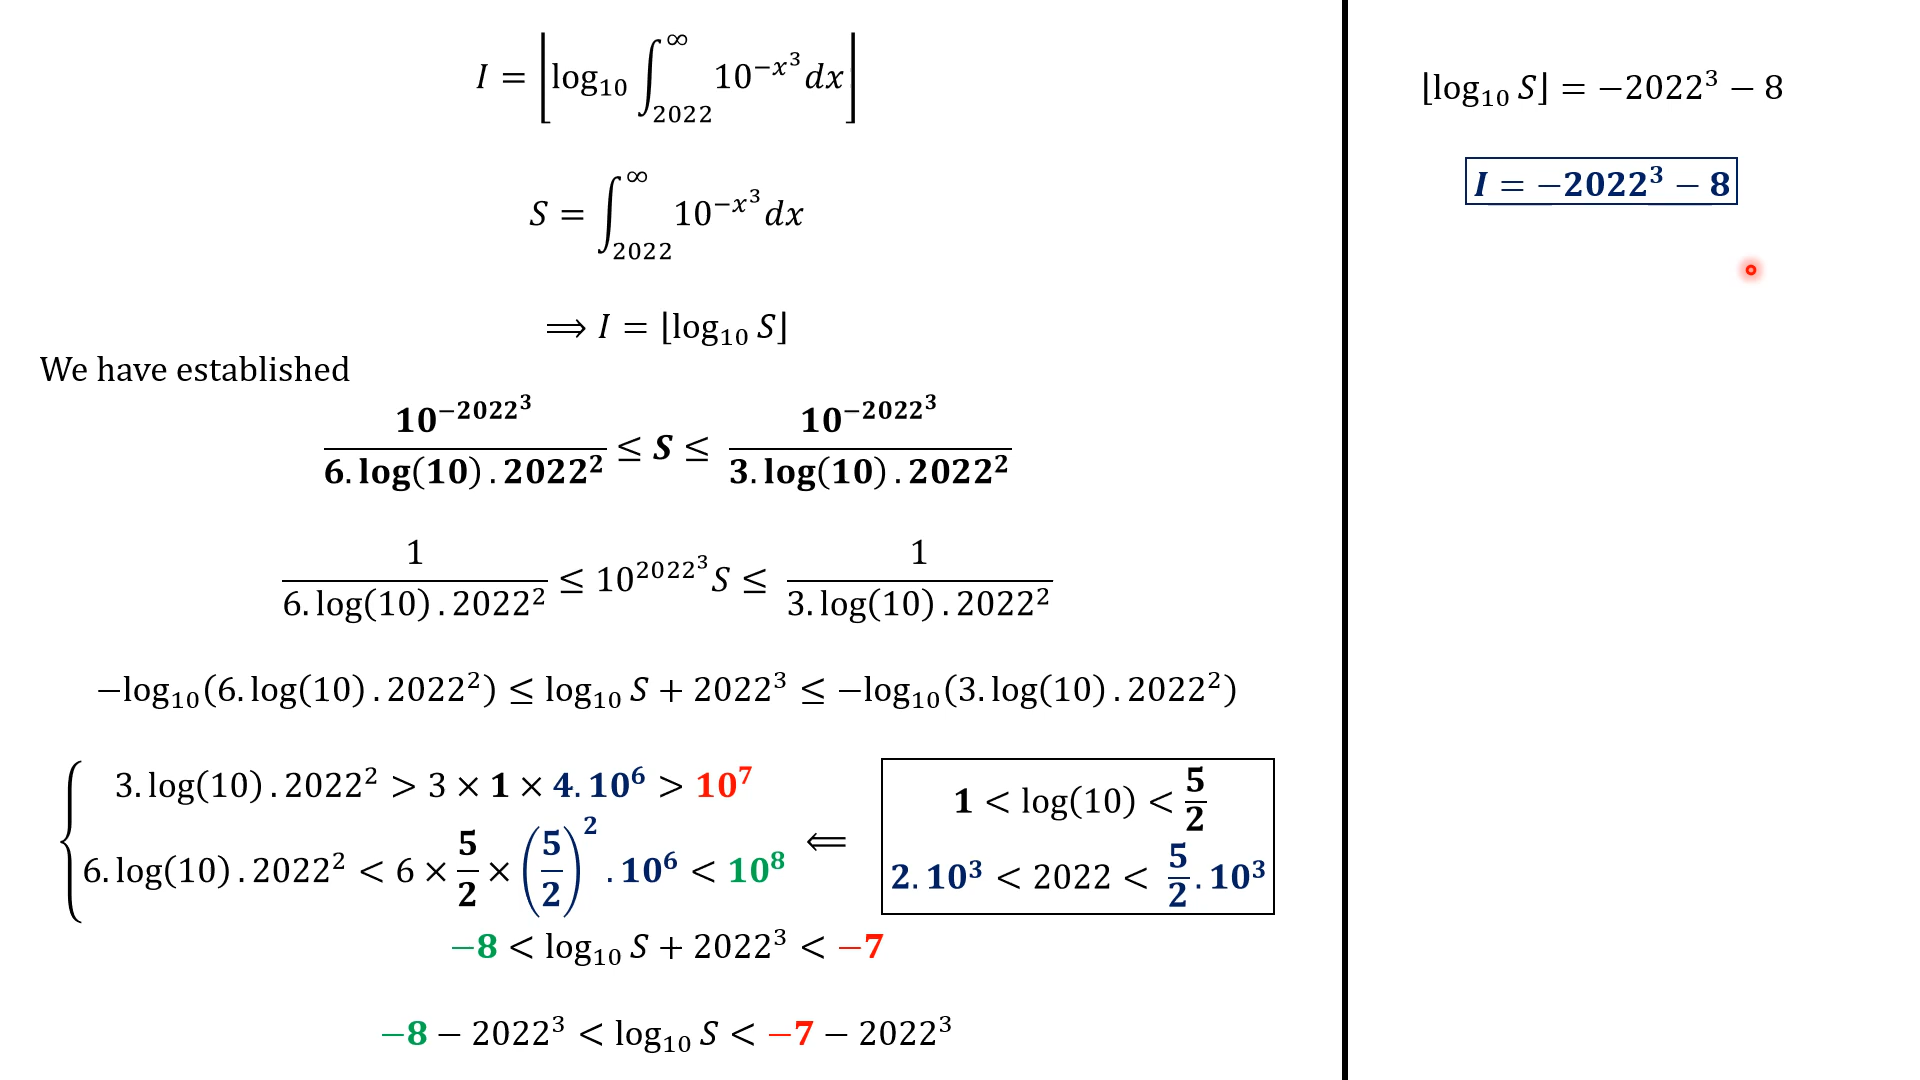 I = ⌊log₁₀ ∫₂₀₂₂^∞ 10^(−x³) dx⌋
S = ∫₂₀₂₂^∞ 10^(−x³) dx
⟹ I = ⌊log₁₀ S⌋
We have established
10^(−2022³) / (6. log(10) . 2022²) ≤ S ≤ 10^(−2022³) / (3. log(10) . 2022²)
1 / (6. log(10) . 2022²) ≤ 10^(2022³) S ≤ 1 / (3. log(10) . 2022²)
−log₁₀(6. log(10) . 2022²) ≤ log₁₀ S + 2022³ ≤ −log₁₀(3. log(10) . 2022²)
{ 3. log(10) . 2022² > 3 × 1 × 4. 10⁶ > 10⁷
6. log(10) . 2022² < 6 × 5/2 × (5/2)² . 10⁶ < 10⁸
⟸
1 < log(10) < 5/2
2. 10³ < 2022 < 5/2 . 10³
−8 < log₁₀ S + 2022³ < −7
−8 − 2022³ < log₁₀ S < −7 − 2022³
⌊log₁₀ S⌋ = −2022³ − 8
I = −2022³ − 8